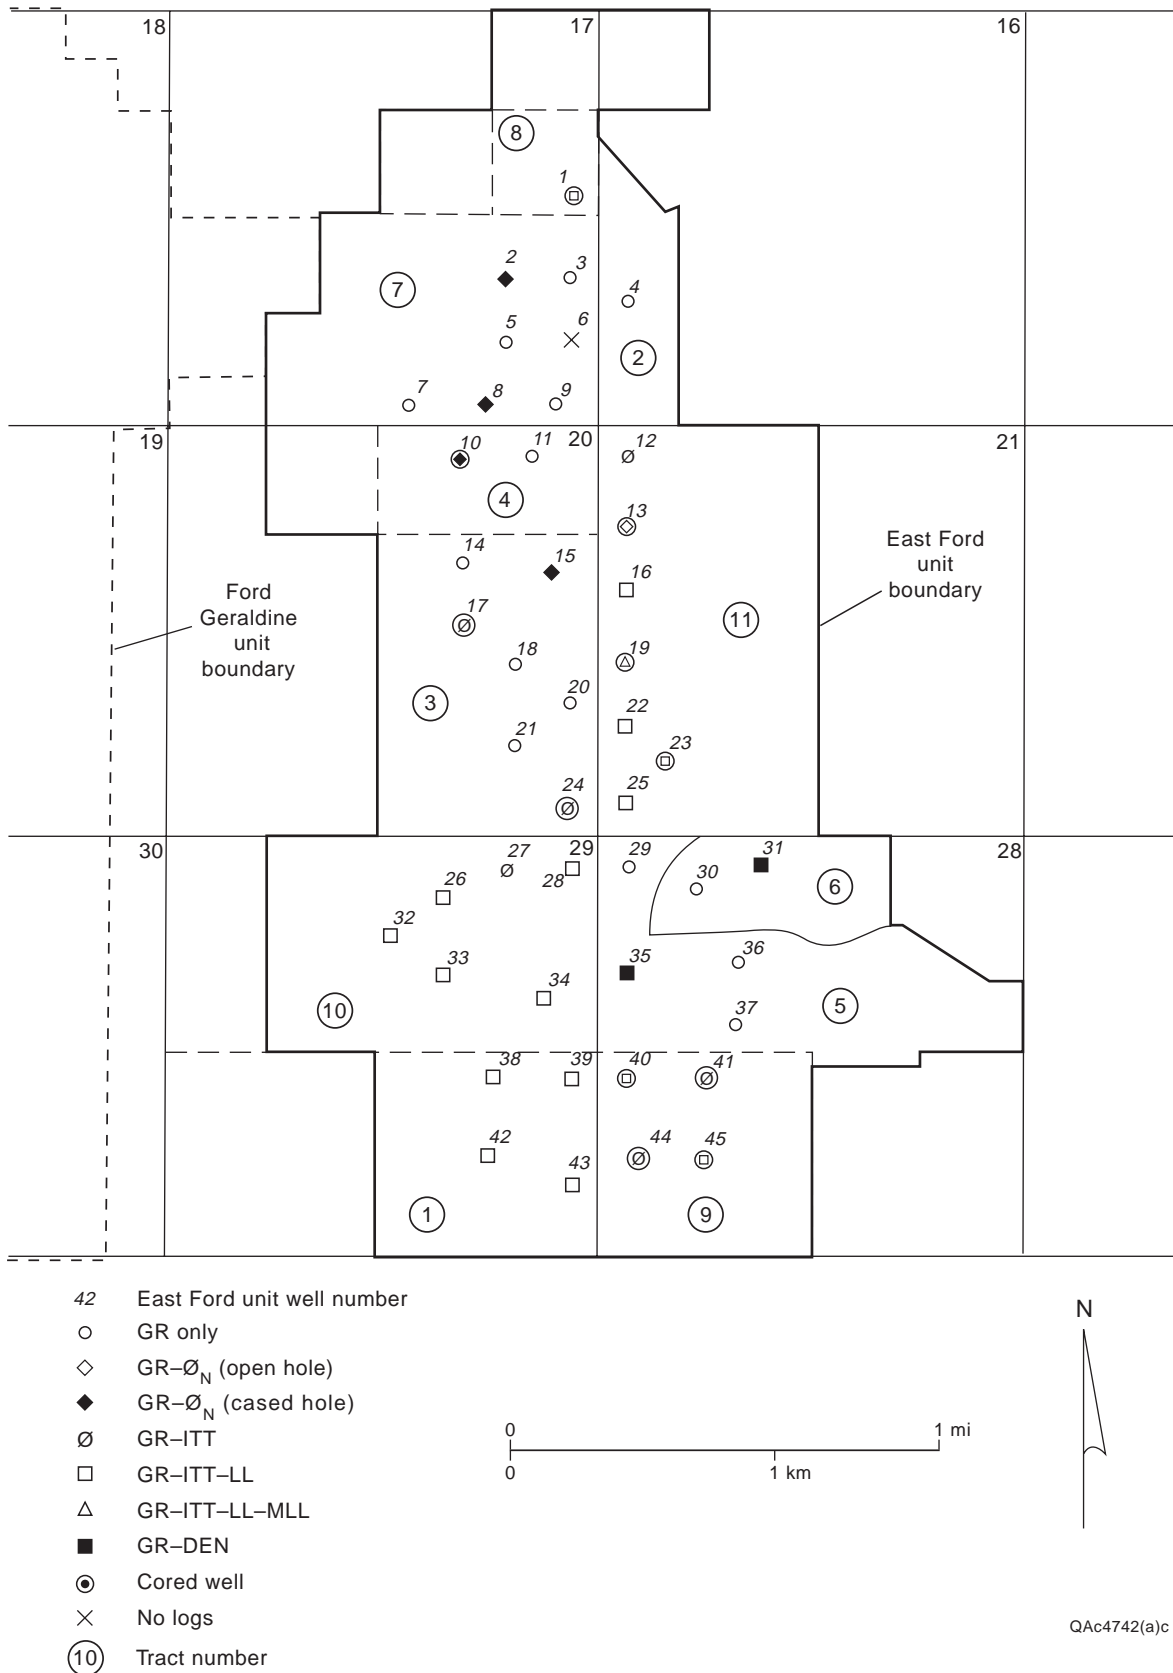 18
17
16
8
1
2
3
7
4
5
6
2
7
8
9
19
20
21
10
11
12
4
13
14
15
16
East Ford
unit
boundary
Ford
Geraldine
unit
boundary
17
11
18
19
3
20
21
22
23
24
25
30
29
28
27
28
29
31
26
30
6
32
33
35
36
34
10
37
5
38
39
40
41
42
43
44
45
1
9
42 East Ford unit well number
GR only
GR–ØN (open hole)
GR–ØN (cased hole)
Ø GR–ITT
GR–ITT–LL
GR–ITT–LL–MLL
GR–DEN
Cored well
No logs
10 Tract number
0 1 mi
0 1 km
N
QAc4742(a)c